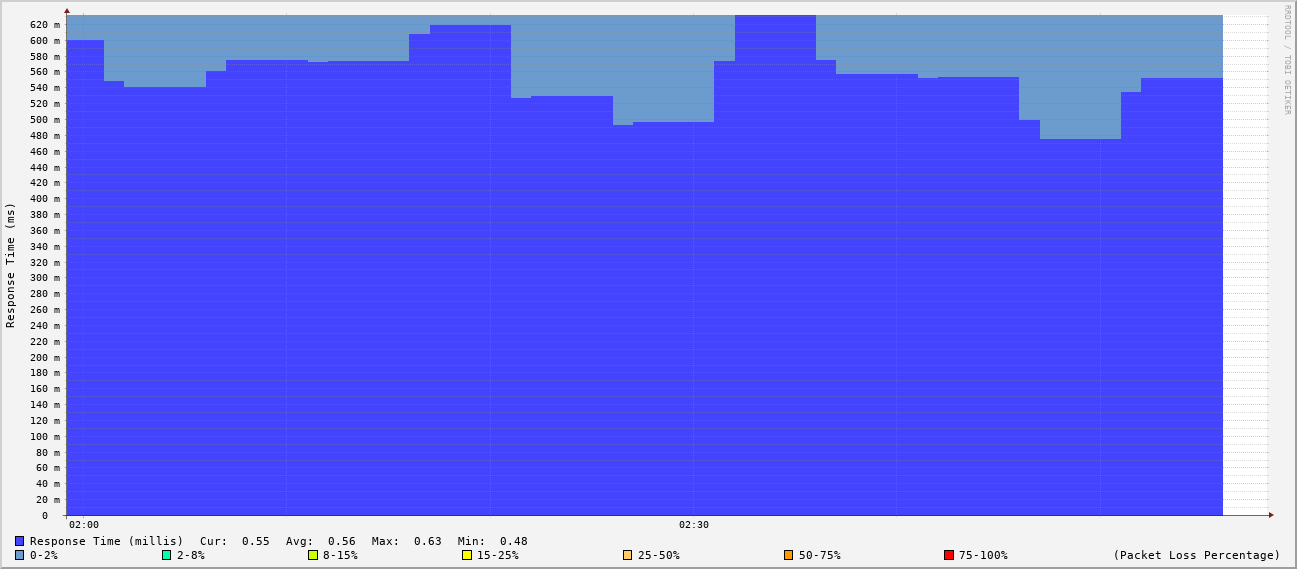 RRDTOOL / TOBI OETIKER
Response Time (ms)
620 m
600 m
580 m
560 m
540 m
520 m
500 m
480 m
460 m
440 m
420 m
400 m
380 m
360 m
340 m
320 m
300 m
280 m
260 m
240 m
220 m
200 m
180 m
160 m
140 m
120 m
100 m
80 m
60 m
40 m
20 m
0
02:00 02:30
Response Time (millis) Cur: 0.55 Avg: 0.56 Max: 0.63 Min: 0.48
0-2% 2-8% 8-15% 15-25% 25-50% 50-75% 75-100% (Packet Loss Percentage)